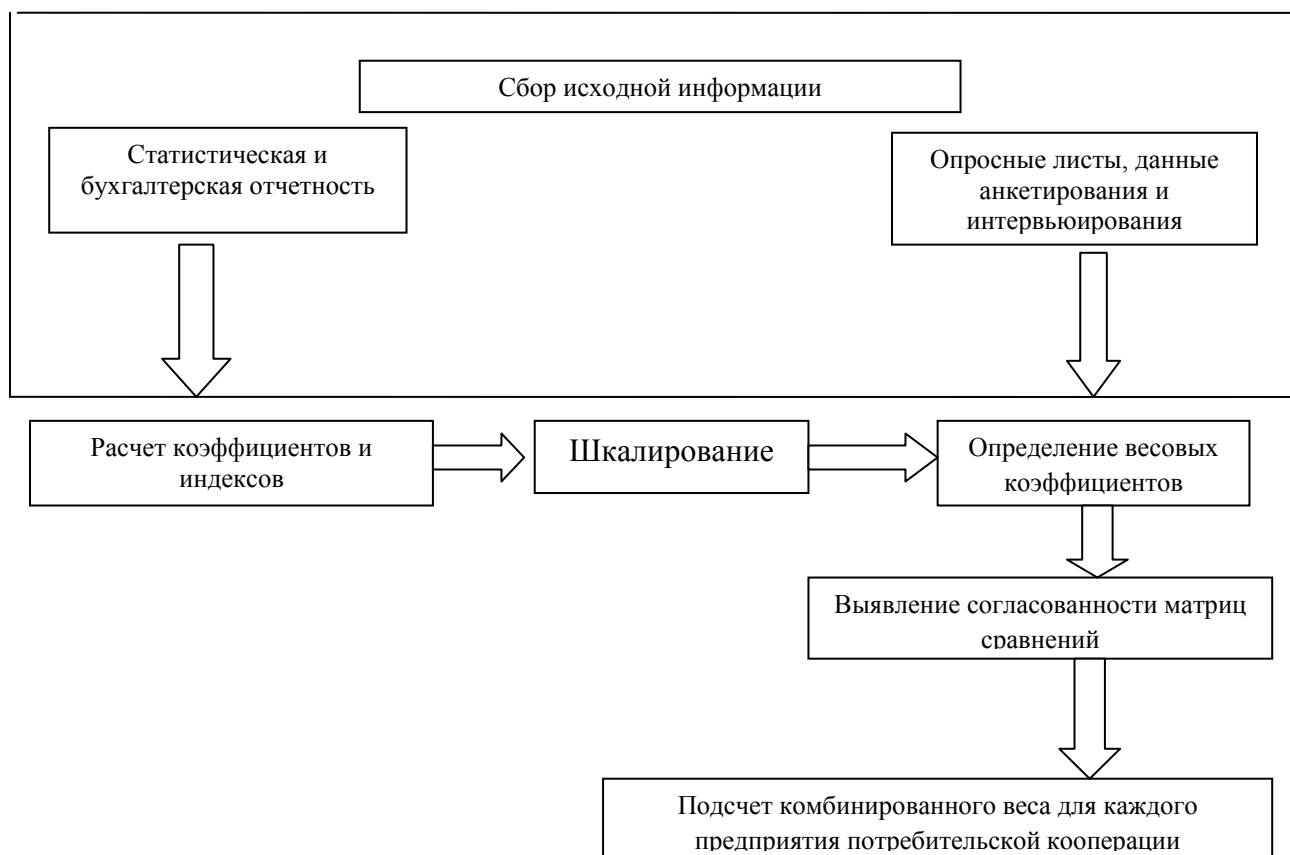 Сбор исходной информации
Статистическая и
бухгалтерская отчетность
Опросные листы, данные
анкетирования и
интервьюирования
Расчет коэффициентов и
индексов
Шкалирование
Определение весовых
коэффициентов
Выявление согласованности матриц
сравнений
Подсчет комбинированного веса для каждого
предприятия потребительской кооперации